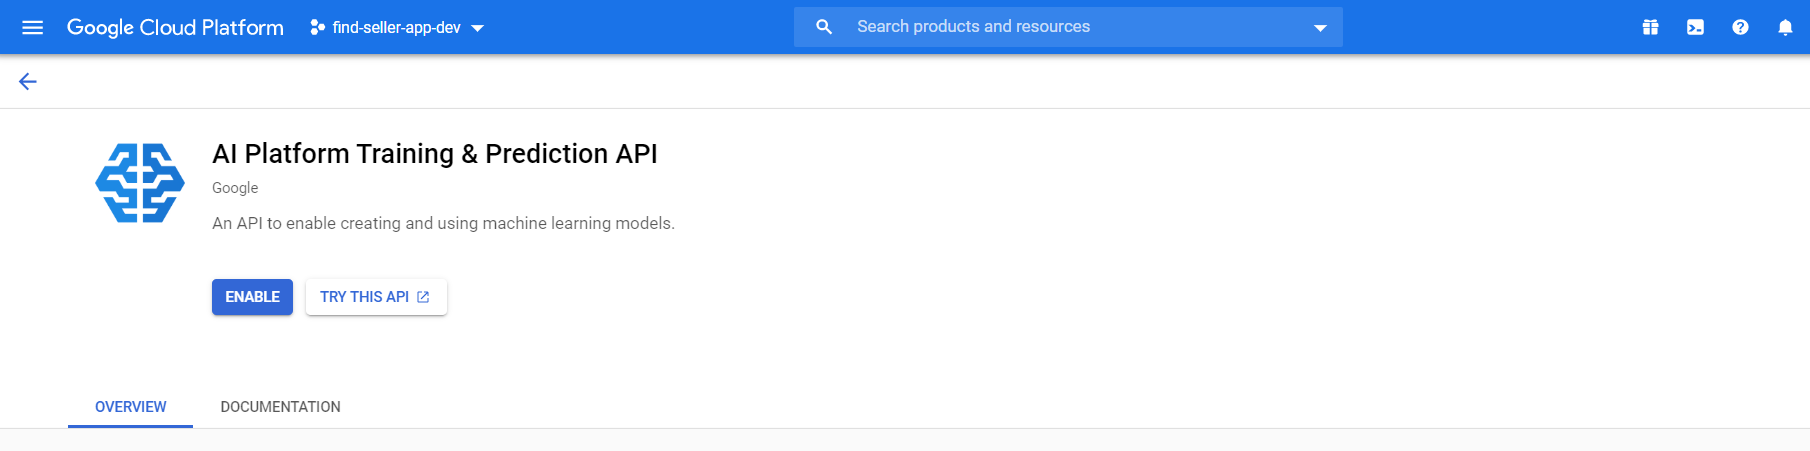 Google Cloud Platform find-seller-app-dev Search products and resources
AI Platform Training & Prediction API
Google
An API to enable creating and using machine learning models.
ENABLE TRY THIS API
OVERVIEW DOCUMENTATION